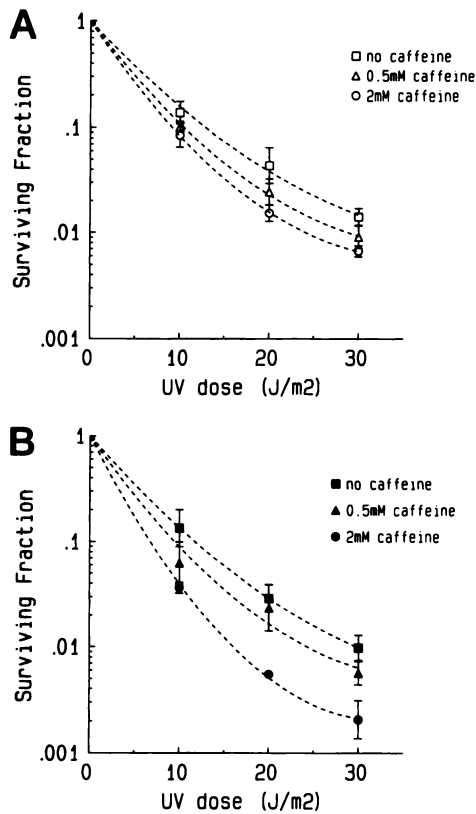 A
Surviving Fraction
1
.1
.01
.001
no caffeine
0.5mM caffeine
2mM caffeine
0 10 20 30
UV dose (J/m2)
B
Surviving Fraction
1
.1
.01
.001
no caffeine
0.5mM caffeine
2mM caffeine
0 10 20 30
UV dose (J/m2)